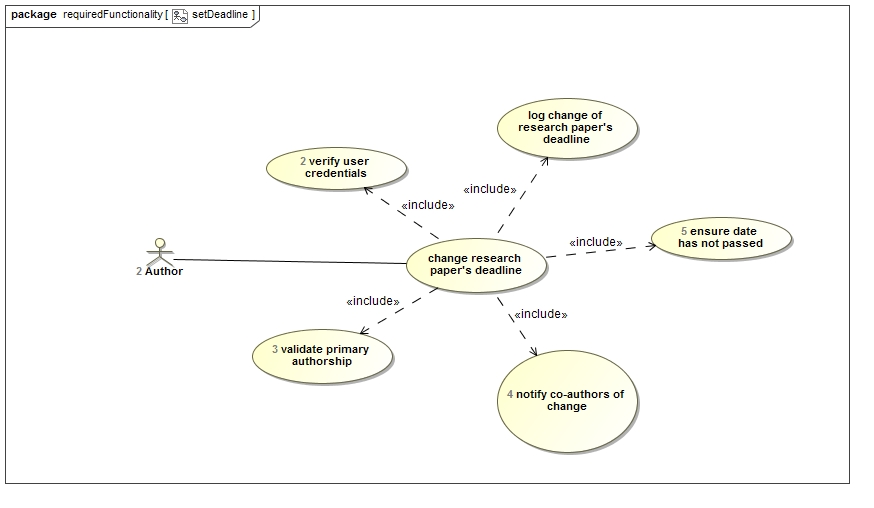 package requiredFunctionality [ setDeadline ]
log change of
research paper's
deadline
2 verify user
credentials
«include»
«include»
5 ensure date
has not passed
«include»
change research
paper's deadline
2 Author
«include»
«include»
3 validate primary
authorship
4 notify co-authors of
change